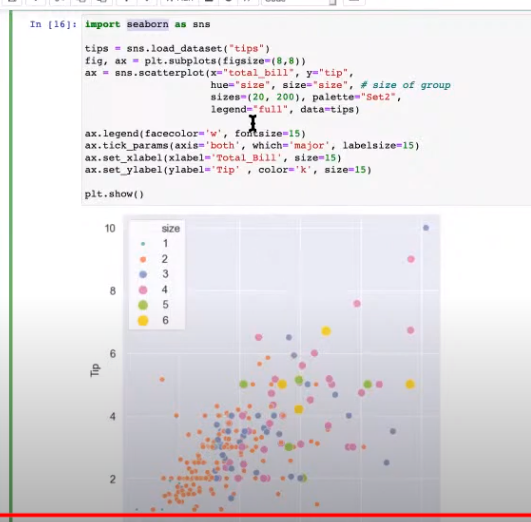 In [16]: import seaborn as sns
tips = sns.load_dataset("tips")
fig, ax = plt.subplots(figsize=(8,8))
ax = sns.scatterplot(x="total_bill", y="tip",
hue="size", size="size", # size of group
sizes=(20, 200), palette="Set2",
legend="full", data=tips)
ax.legend(facecolor='w', fontsize=15)
ax.tick_params(axis='both', which='major', labelsize=15)
ax.set_xlabel(xlabel='Total_Bill', size=15)
ax.set_ylabel(ylabel='Tip' , color='k', size=15)
plt.show()
10
size
1
2
3
4
5
6
8
6
Tip
4
2